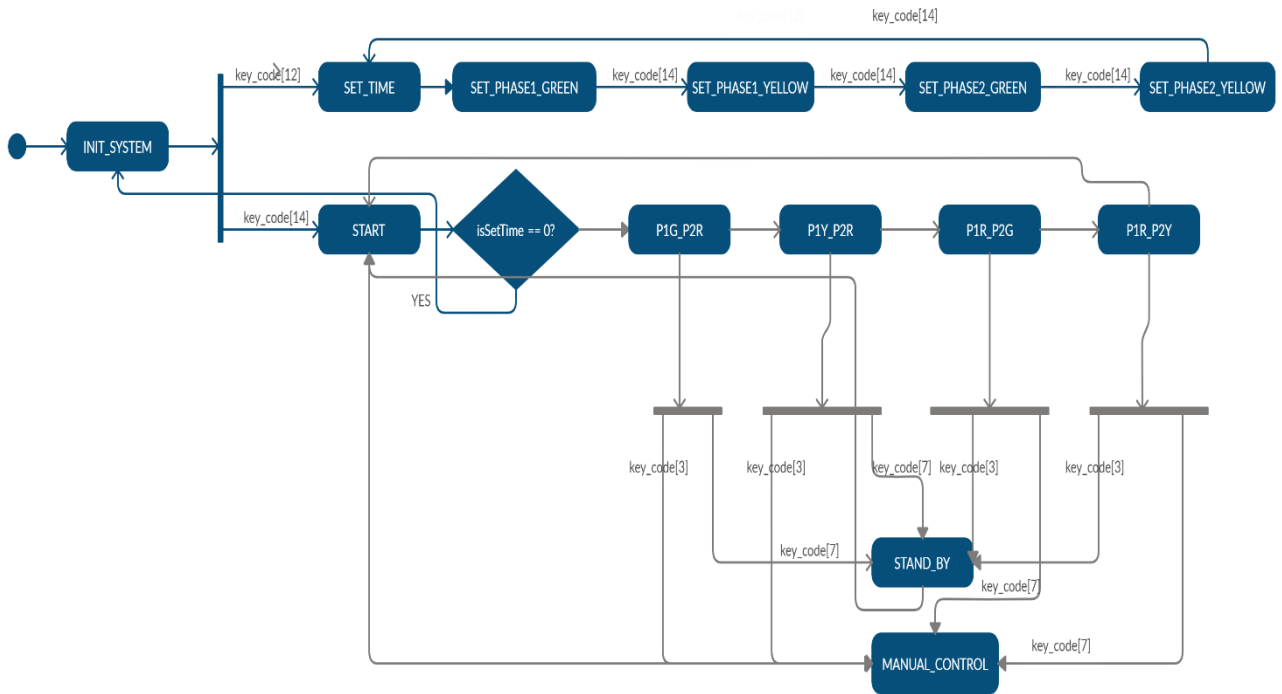 key_code[14]
key_code[12]
SET_TIME
SET_PHASE1_GREEN
key_code[14]
SET_PHASE1_YELLOW
key_code[14]
SET_PHASE2_GREEN
key_code[14]
SET_PHASE2_YELLOW
INIT_SYSTEM
key_code[14]
START
isSetTime == 0?
P1G_P2R
P1Y_P2R
P1R_P2G
P1R_P2Y
YES
key_code[3]
key_code[3]
key_code[7]
key_code[3]
key_code[3]
key_code[7]
STAND_BY
key_code[7]
key_code[7]
MANUAL_CONTROL